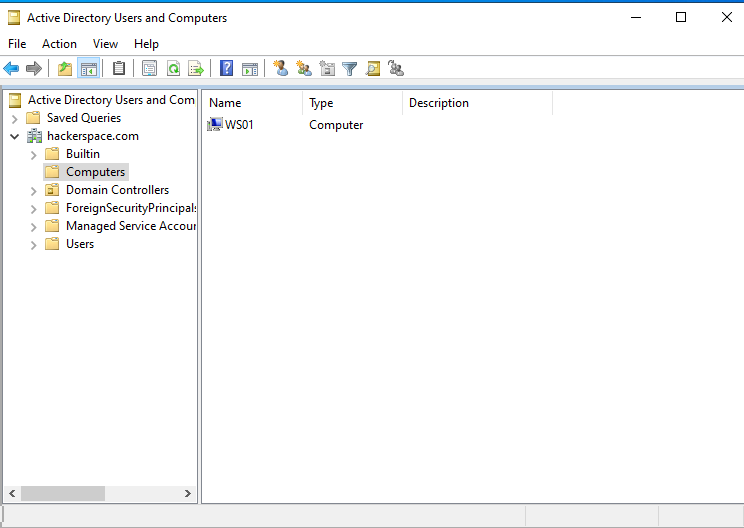 Active Directory Users and Computers
File Action View Help
Active Directory Users and Com
Name Type Description
Saved Queries
WS01 Computer
hackerspace.com
Builtin
Computers
Domain Controllers
ForeignSecurityPrincipals
Managed Service Accour
Users